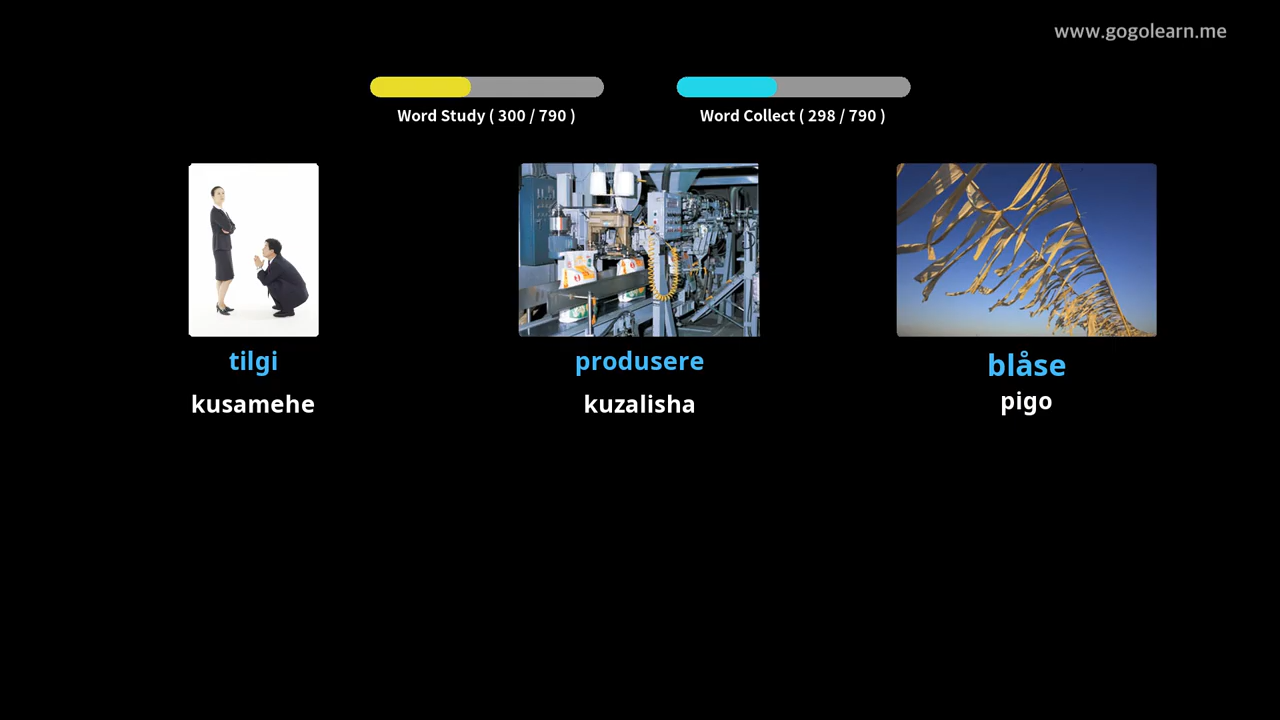 www.gogolearn.me
Word Study ( 300 / 790 )
Word Collect ( 298 / 790 )
tilgi
produsere
blåse
kusamehe
kuzalisha
pigo